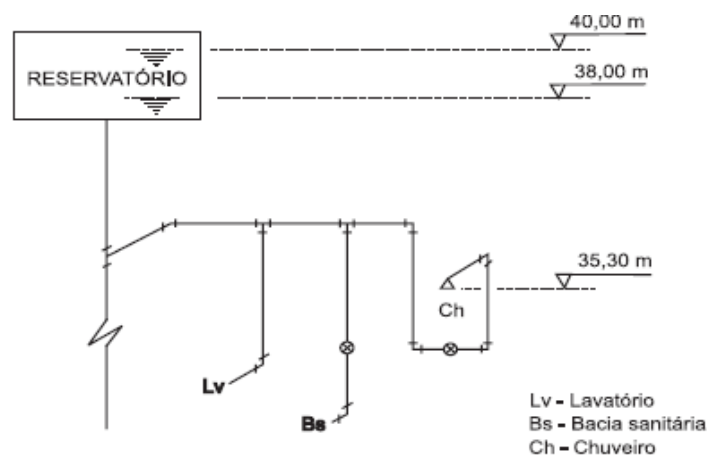 40,00 m
38,00 m
RESERVATÓRIO
35,30 m
Ch
Lv
Bs
Lv - Lavatório
Bs - Bacia sanitária
Ch - Chuveiro